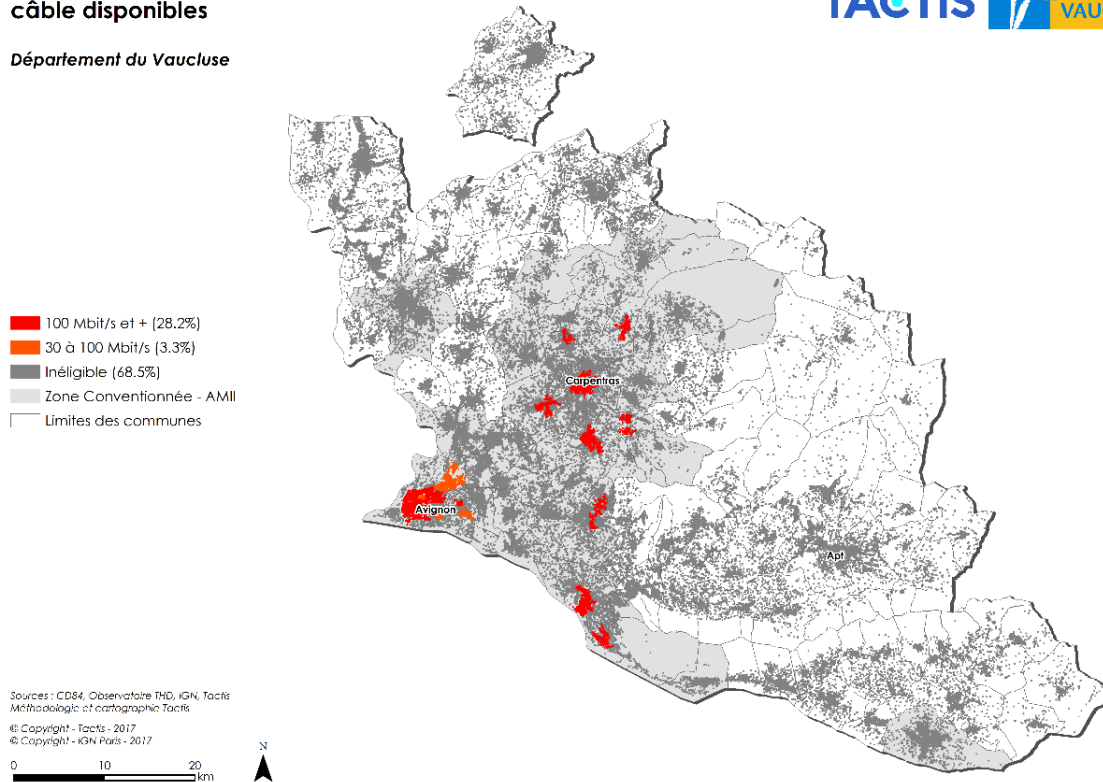 câble disponibles
TACTIS
VAU
Département du Vaucluse
100 Mbit/s et + (28.2%)
30 à 100 Mbit/s (3.3%)
Inéligible (68.5%)
Zone Conventionnée - AMII
Limites des communes
Carpentras
Avignon
Apt
Sources : CD84, Observatoire THD, IGN, Tactis
Méthodologie et cartographie Tactis
© Copyright - Tactis - 2017
© Copyright - IGN Paris - 2017
N
0 10 20
km